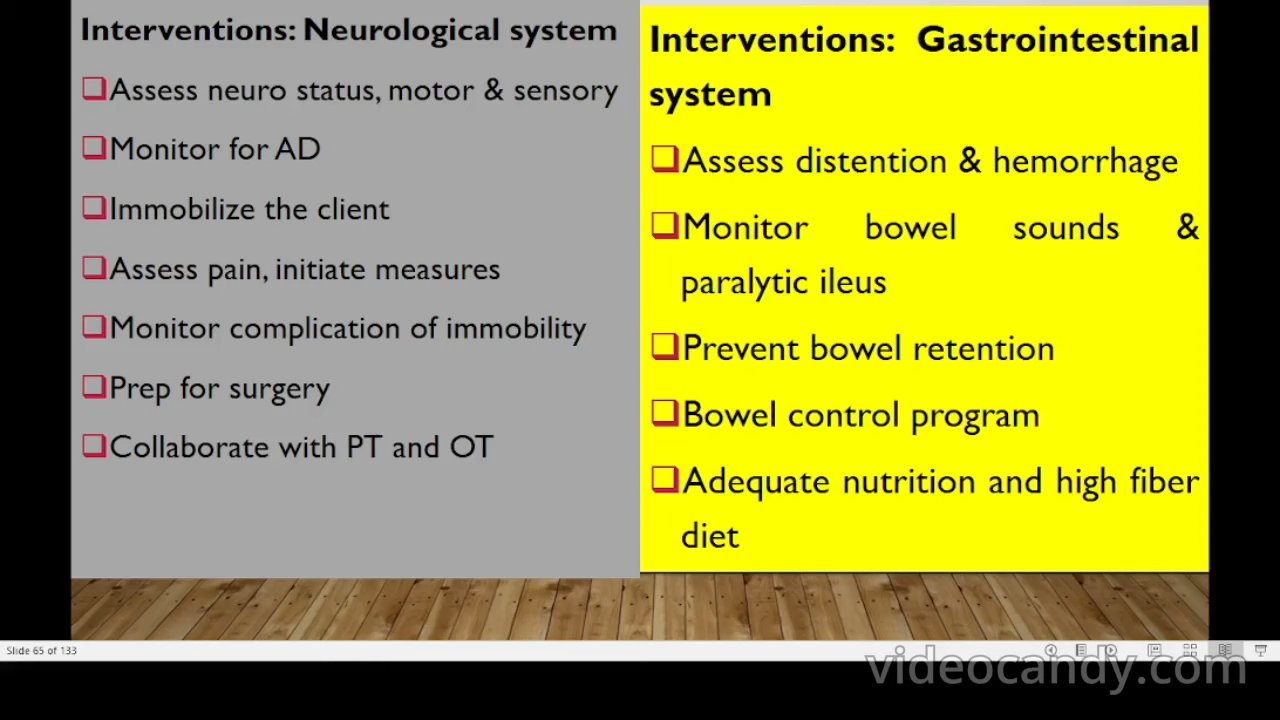 Interventions: Neurological system
Assess neuro status, motor & sensory
Monitor for AD
Immobilize the client
Assess pain, initiate measures
Monitor complication of immobility
Prep for surgery
Collaborate with PT and OT
Interventions: Gastrointestinal
system
Assess distention & hemorrhage
Monitor bowel sounds &
paralytic ileus
Prevent bowel retention
Bowel control program
Adequate nutrition and high fiber
diet
Slide 65 of 133
videocandy.com